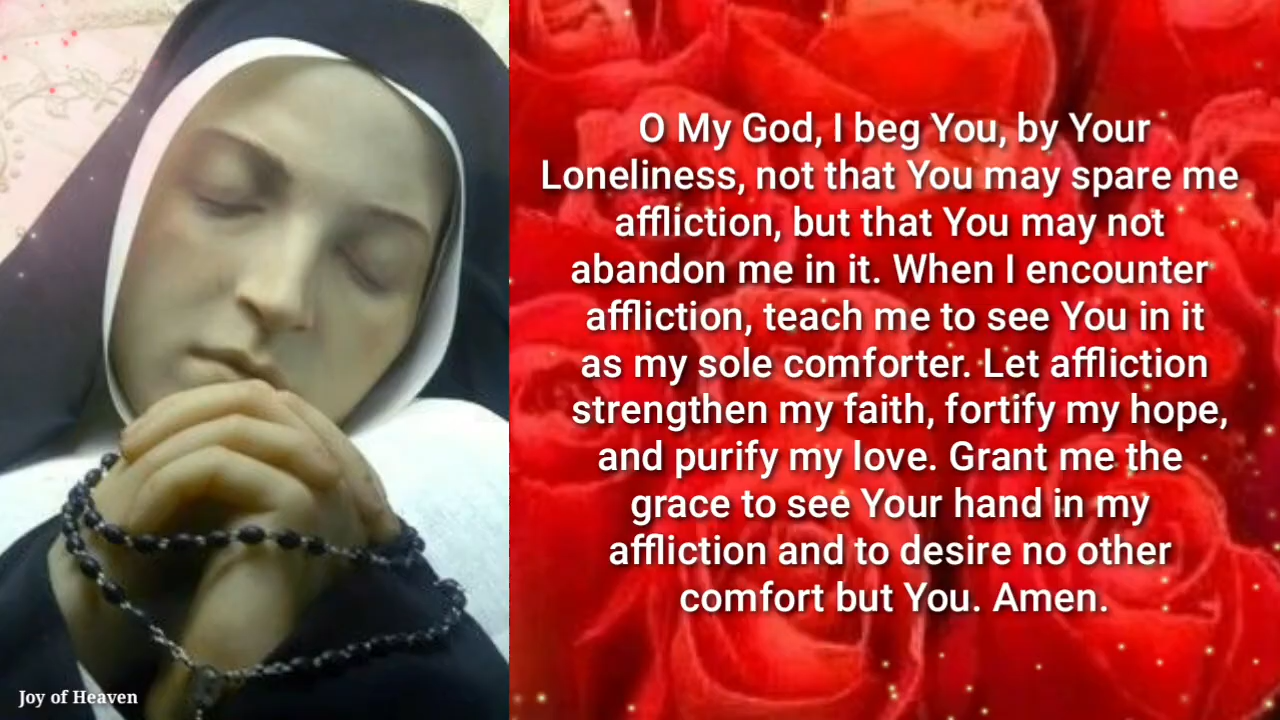 O My God, I beg You, by Your
Loneliness, not that You may spare me
affliction, but that You may not
abandon me in it. When I encounter
affliction, teach me to see You in it
as my sole comforter. Let affliction
strengthen my faith, fortify my hope,
and purify my love. Grant me the
grace to see Your hand in my
affliction and to desire no other
comfort but You. Amen.
Joy of Heaven